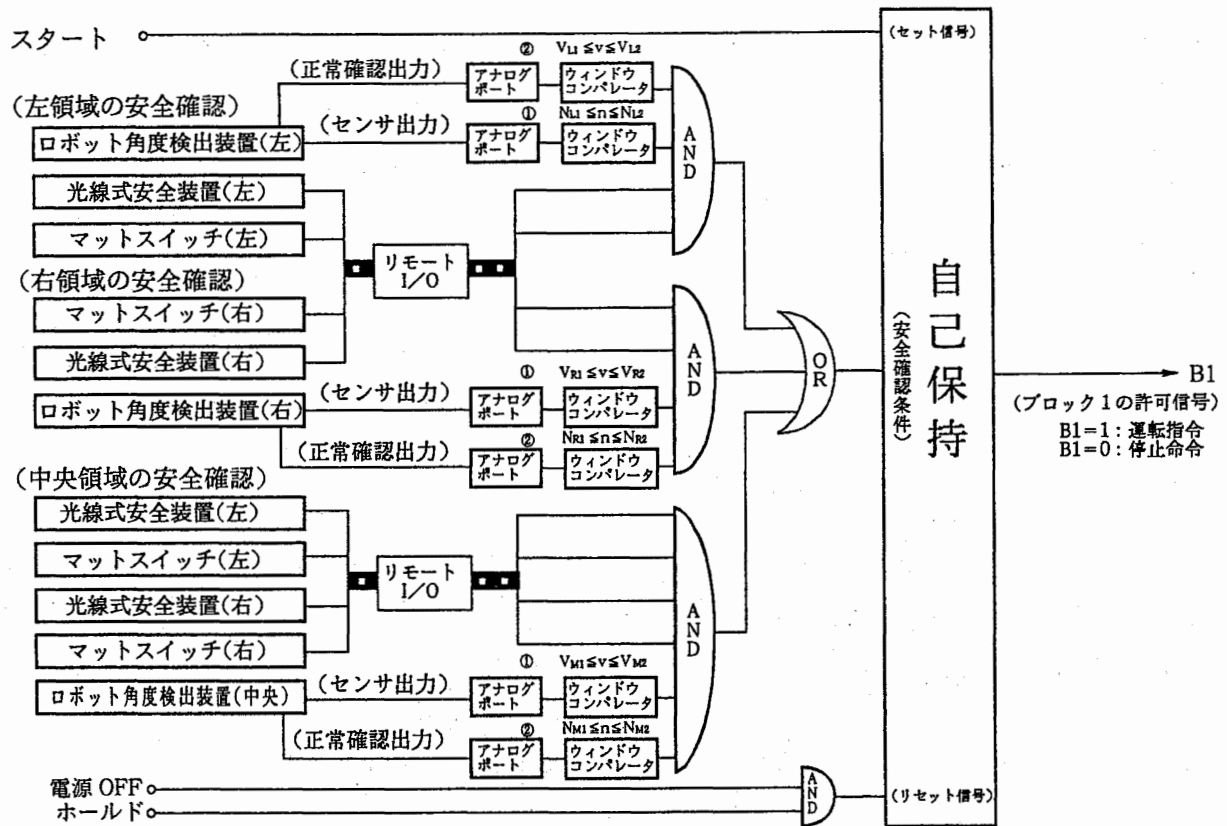 スタート
(セット信号)
② VL1≦v≦VL2
(正常確認出力)
アナログ
ポート
ウィンドウ
コンパレータ
(左領域の安全確認)
① NL1≦n≦NL2
(センサ出力)
アナログ
ポート
ウィンドウ
コンパレータ
AND
ロボット角度検出装置(左)
光線式安全装置(左)
マットスイッチ(左)
リモート
I/O
(右領域の安全確認)
マットスイッチ(右)
光線式安全装置(右)
AND
① VR1≦v≦VR2
(センサ出力)
アナログ
ポート
ウィンドウ
コンパレータ
ロボット角度検出装置(右)
② NR1≦n≦NR2
(正常確認出力)
アナログ
ポート
ウィンドウ
コンパレータ
OR
(安全確認条件)
自己保持
B1
(ブロック1の許可信号)
B1=1:運転指令
B1=0:停止命令
(中央領域の安全確認)
光線式安全装置(左)
マットスイッチ(左)
リモート
I/O
光線式安全装置(右)
マットスイッチ(右)
AND
① VM1≦v≦VM2
(センサ出力)
アナログ
ポート
ウィンドウ
コンパレータ
ロボット角度検出装置(中央)
② NM1≦n≦NM2
(正常確認出力)
アナログ
ポート
ウィンドウ
コンパレータ
電源 OFF
ホールド
AND
(リセット信号)